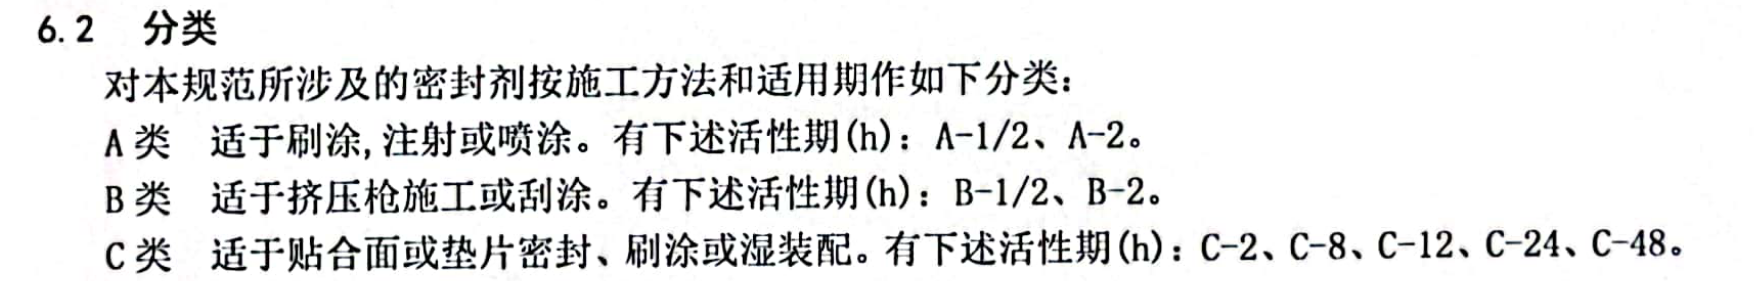 6.2 分类
对本规范所涉及的密封剂按施工方法和适用期作如下分类:
A类 适于刷涂,注射或喷涂。有下述活性期(h): A-1/2、A-2。
B类 适于挤压枪施工或刮涂。有下述活性期(h): B-1/2、B-2。
C类 适于贴合面或垫片密封、刷涂或湿装配。有下述活性期(h): C-2、C-8、C-12、C-24、C-48。